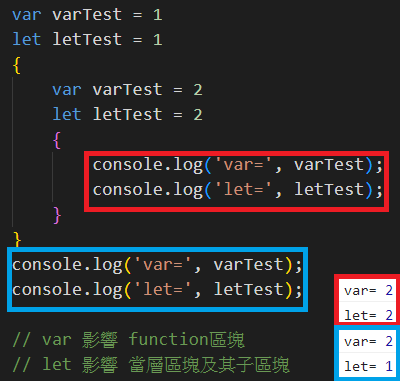 var varTest = 1
let letTest = 1
{
var varTest = 2
let letTest = 2
{
console.log('var=', varTest);
console.log('let=', letTest);
}
}
console.log('var=', varTest);
console.log('let=', letTest);
var= 2
let= 2
var= 2
let= 1
// var 影響 function區塊
// let 影響 當層區塊及其子區塊